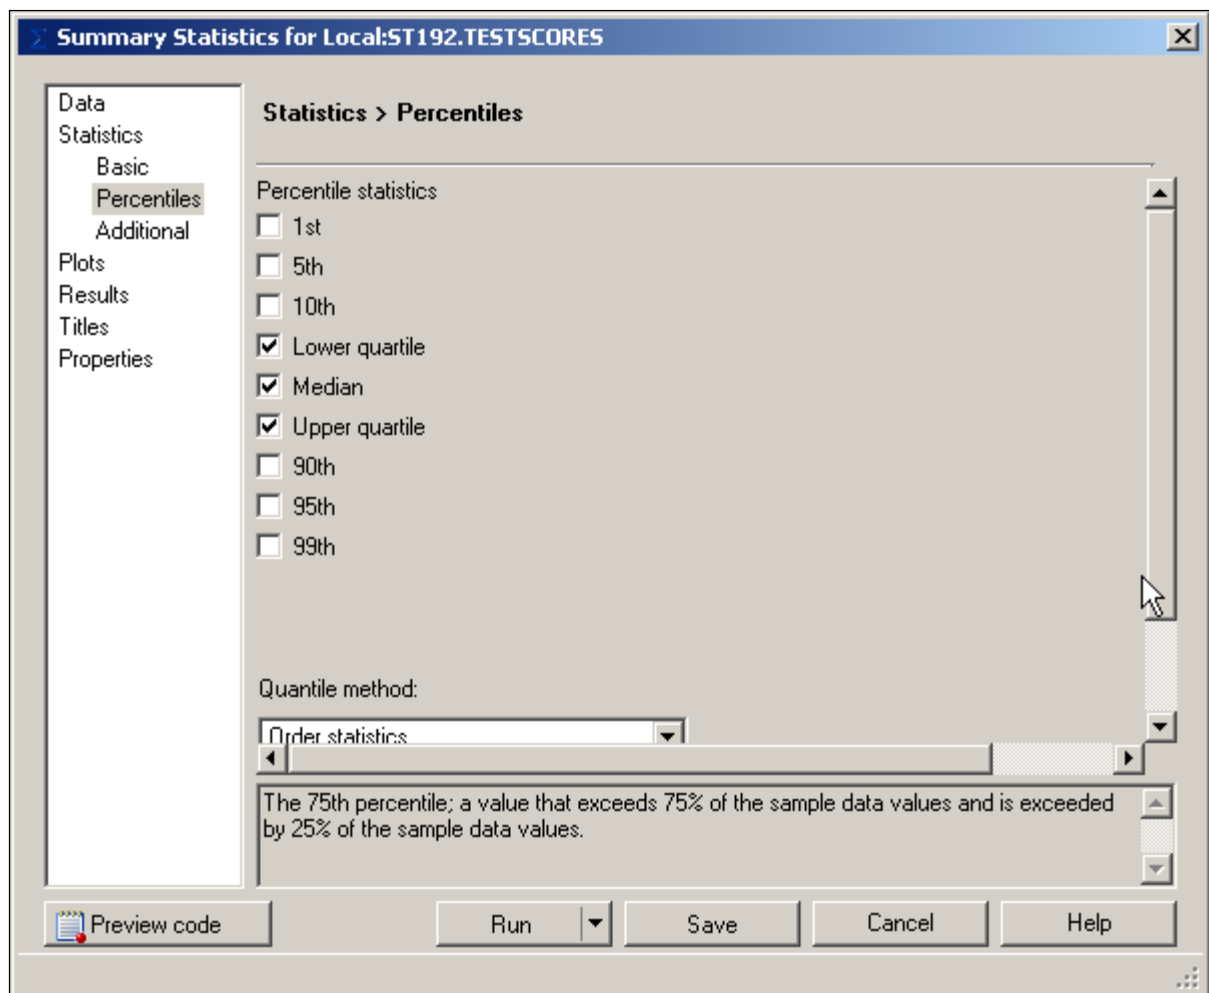 Summary Statistics for Local:ST192.TESTSCORES
Data
Statistics
Basic
Percentiles
Additional
Plots
Results
Titles
Properties
Statistics > Percentiles
Percentile statistics
1st
5th
10th
Lower quartile
Median
Upper quartile
90th
95th
99th
Quantile method:
Order statistics
The 75th percentile; a value that exceeds 75% of the sample data values and is exceeded
by 25% of the sample data values.
Preview code
Run
Save
Cancel
Help